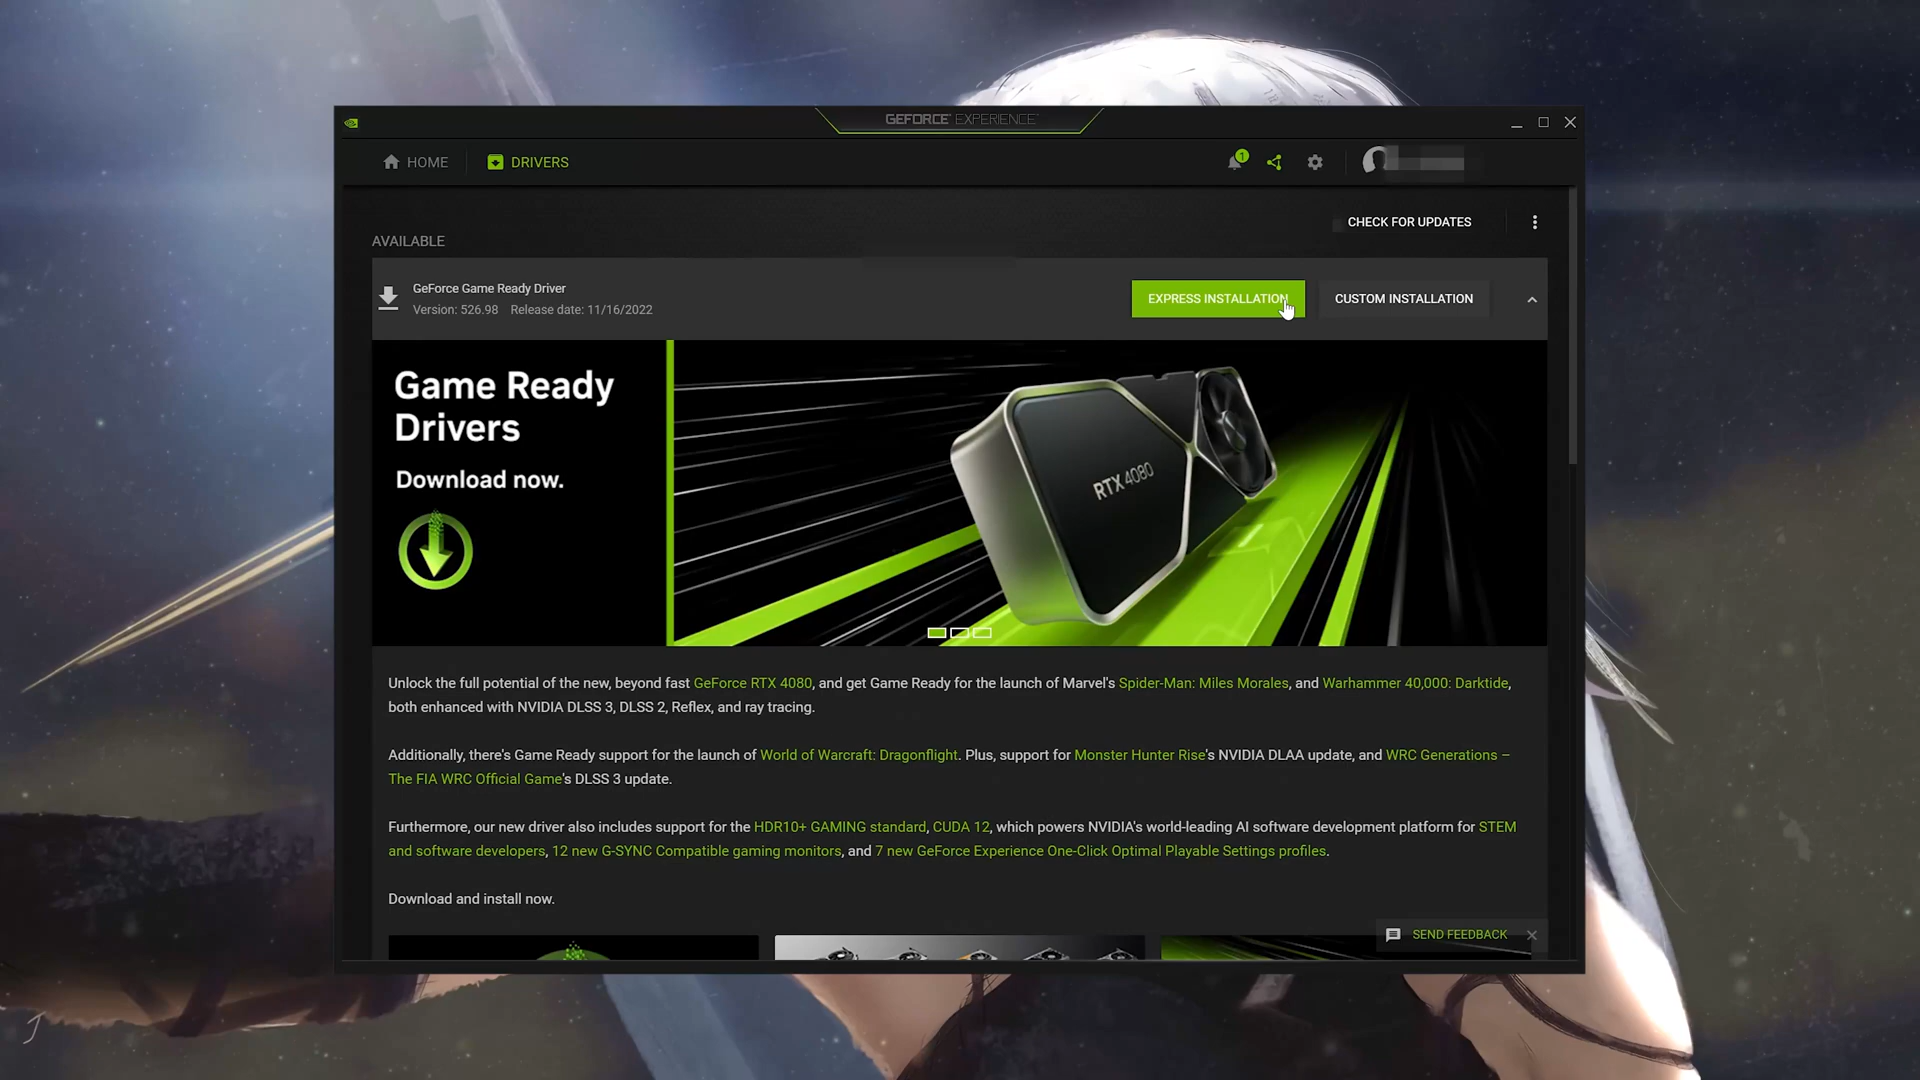 GEFORCE® EXPERIENCE™
HOME
DRIVERS
1
CHECK FOR UPDATES
AVAILABLE
GeForce Game Ready Driver
Version: 526.98 Release date: 11/16/2022
EXPRESS INSTALLATION
CUSTOM INSTALLATION
Game Ready
Drivers
Download now.
RTX 4080
Unlock the full potential of the new, beyond fast GeForce RTX 4080, and get Game Ready for the launch of Marvel's Spider-Man: Miles Morales, and Warhammer 40,000: Darktide,
both enhanced with NVIDIA DLSS 3, DLSS 2, Reflex, and ray tracing.
Additionally, there's Game Ready support for the launch of World of Warcraft: Dragonflight. Plus, support for Monster Hunter Rise's NVIDIA DLAA update, and WRC Generations –
The FIA WRC Official Game's DLSS 3 update.
Furthermore, our new driver also includes support for the HDR10+ GAMING standard, CUDA 12, which powers NVIDIA's world-leading AI software development platform for STEM
and software developers, 12 new G-SYNC Compatible gaming monitors, and 7 new GeForce Experience One-Click Optimal Playable Settings profiles.
Download and install now.
SEND FEEDBACK